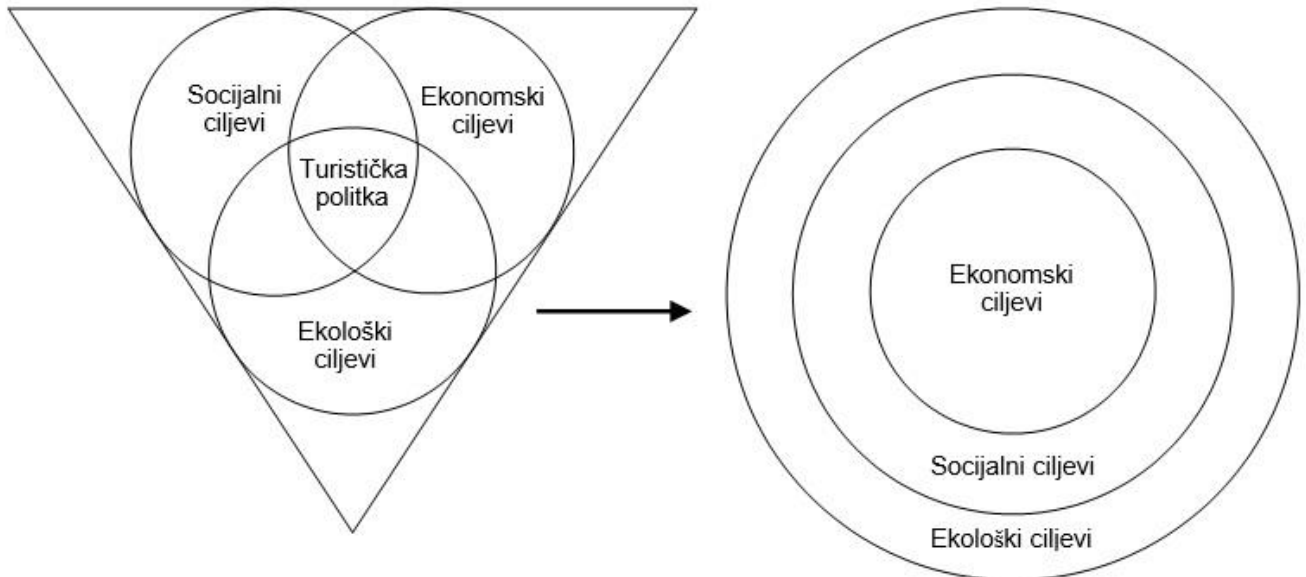 Socijalni
ciljevi
Ekonomski
ciljevi
Turistička
politka
Ekološki
ciljevi
Ekonomski
ciljevi
Socijalni ciljevi
Ekološki ciljevi